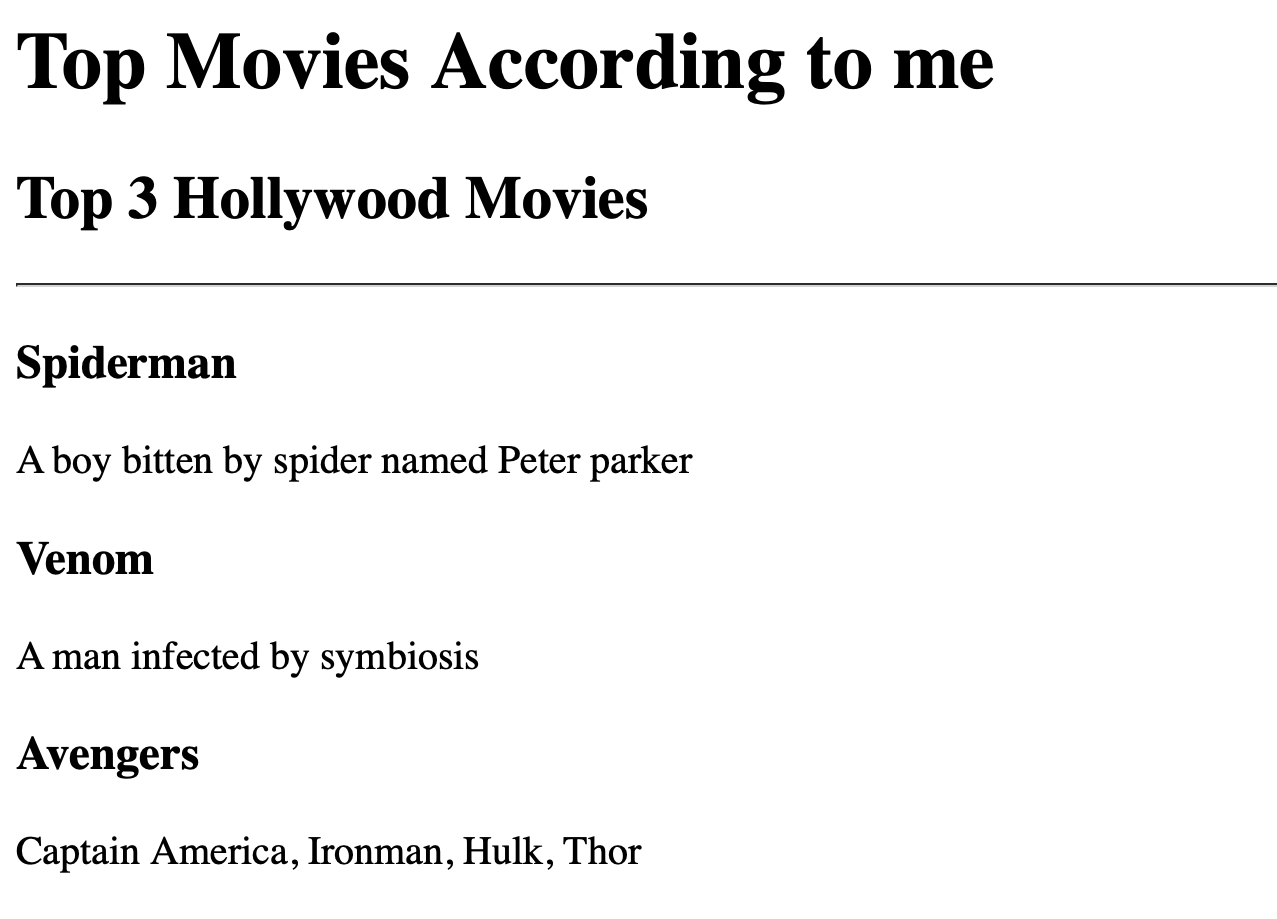 Top Movies According to me
Top 3 Hollywood Movies
Spiderman
A boy bitten by spider named Peter parker
Venom
A man infected by symbiosis
Avengers
Captain America, Ironman, Hulk, Thor